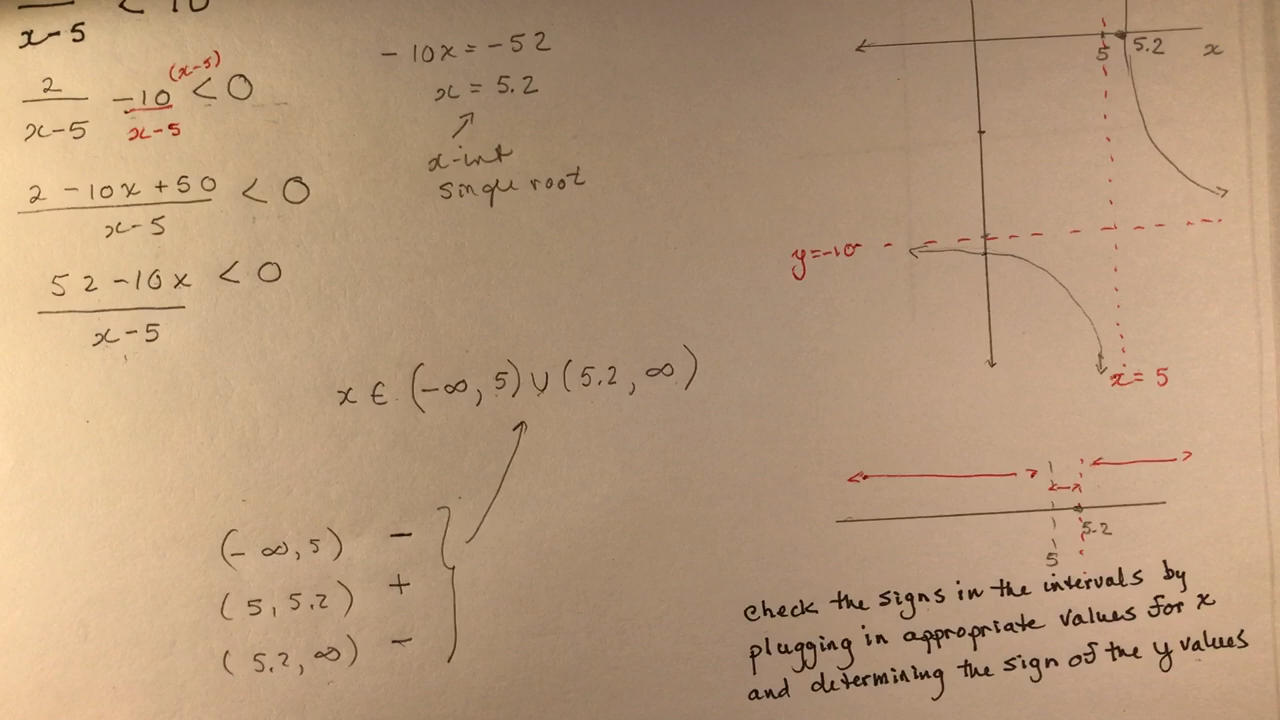 x-5 < 10
2/x-5 -10(x-5)/x-5 < 0
2-10x+50/x-5 < 0
52-10x/x-5 < 0
-10x = -52
x = 5.2
x-int
single root
x ∈ (-∞, 5) ∪ (5.2, ∞)
(-∞, 5) -
(5, 5.2) +
(5.2, ∞) -
5 5.2 x
y=-10
x=5
5.2
5
check the signs in the intervals by
plugging in appropriate values for x
and determining the sign of the y values